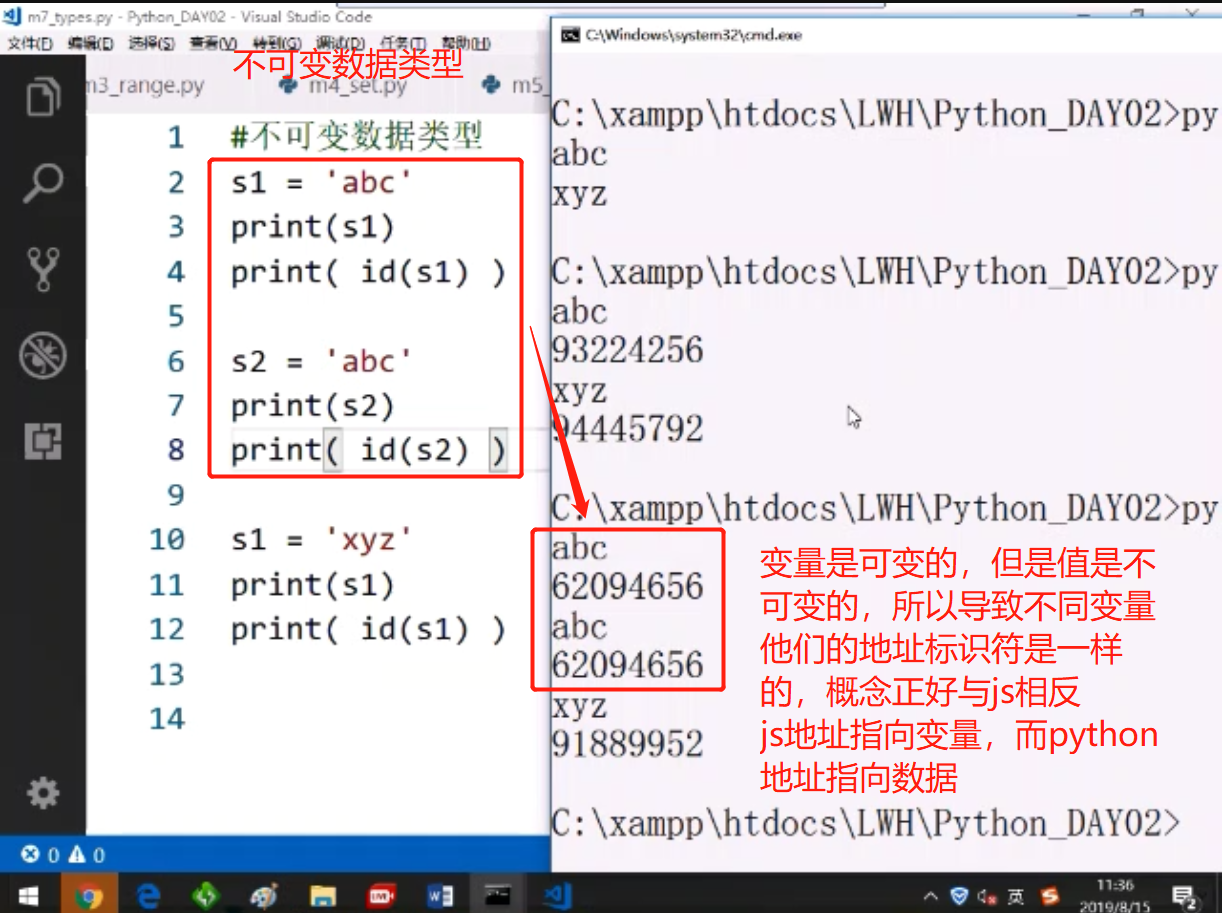 m7_types.py - Python_DAY02 - Visual Studio Code
文件(F) 编辑(E) 选择(S) 查看(V) 转到(G) 调试(D) 任务(T) 帮助(H)
不可变数据类型
m3_range.py m4_set.py m5_
1 #不可变数据类型
2 s1 = 'abc'
3 print(s1)
4 print( id(s1) )
5
6 s2 = 'abc'
7 print(s2)
8 print( id(s2) )
9
10 s1 = 'xyz'
11 print(s1)
12 print( id(s1) )
13
14
0 0
C:\Windows\system32\cmd.exe
C:\xampp\htdocs\LWH\Python_DAY02>py
abc
xyz
C:\xampp\htdocs\LWH\Python_DAY02>py
abc
93224256
xyz
94445792
C:\xampp\htdocs\LWH\Python_DAY02>py
abc
62094656
abc
62094656
xyz
91889952
C:\xampp\htdocs\LWH\Python_DAY02>
变量是可变的，但是值是不
可变的，所以导致不同变量
他们的地址标识符是一样
的，概念正好与js相反
js地址指向变量，而python
地址指向数据
英
11:36
2019/8/15
2